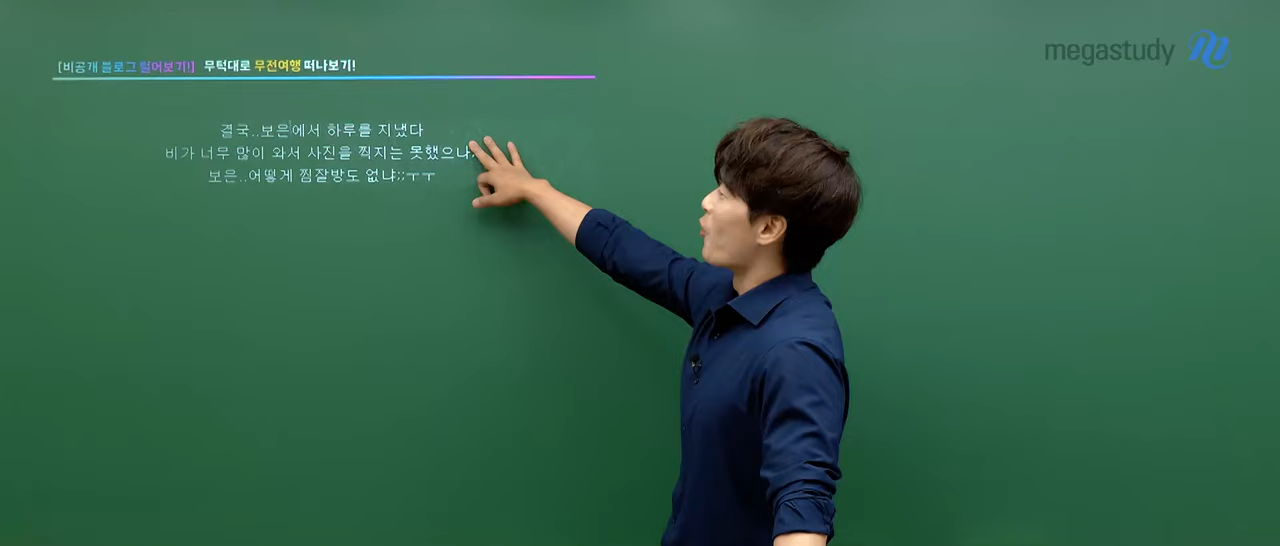 [비공개 블로그 털어보기!] 무턱대로 무전여행 떠나보기!
megastudy
결국..보은에서 하루를 지냈다
비가 너무 많이 와서 사진을 찍지는 못했으나
보은..어떻게 찜잘방도 없냐;;ㅜㅜ